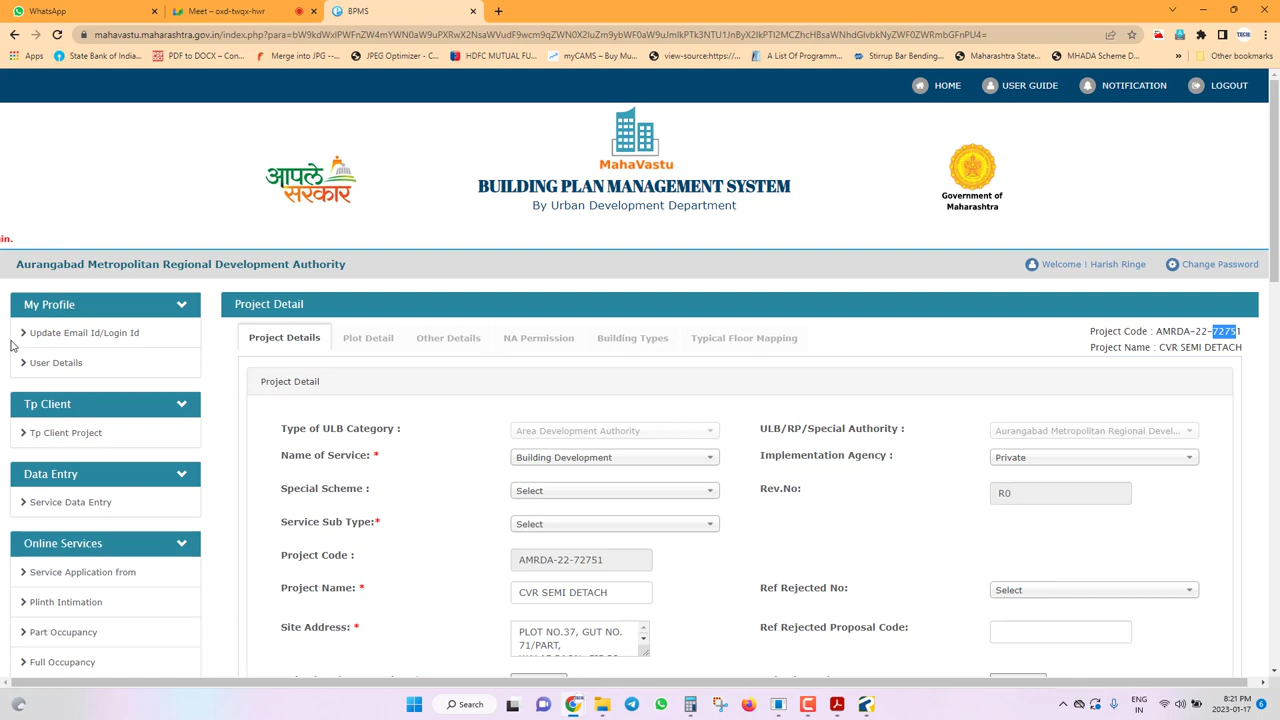 WhatsApp
Meet – oxd-twqx-hwr
BPMS
mahavastu.maharashtra.gov.in/index.php?
Apps
State Bank of India...
PDF to DOCX – Con...
Merge into JPG ...
JPEG Optimizer - C...
HDFC MUTUAL FU...
myCAMS – Buy Mu...
view-source:https://...
A List Of Programm...
Stirrup Bar Bending...
Maharashtra State...
MHADA Scheme D...
Other bookmarks
HOME
USER GUIDE
NOTIFICATION
LOGOUT
MahaVastu
आपले
सरकार
BUILDING PLAN MANAGEMENT SYSTEM
By Urban Development Department
Government of
Maharashtra
in.
Aurangabad Metropolitan Regional Development Authority
Welcome ! Harish Ringe
Change Password
My Profile
Update Email Id/Login Id
User Details
Tp Client
Tp Client Project
Data Entry
Service Data Entry
Online Services
Service Application from
Plinth Intimation
Part Occupancy
Full Occupancy
Project Detail
Project Details
Plot Detail
Other Details
NA Permission
Building Types
Typical Floor Mapping
Project Code : AMRDA-22-72751
Project Name : CVR SEMI DETACH
Project Detail
Type of ULB Category :
Area Development Authority
ULB/RP/Special Authority :
Aurangabad Metropolitan Regional Devel...
Name of Service: *
Building Development
Implementation Agency :
Private
Special Scheme :
Select
Rev.No:
R0
Service Sub Type:*
Select
Project Code :
AMRDA-22-72751
Project Name: *
CVR SEMI DETACH
Ref Rejected No:
Select
Site Address: *
PLOT NO.37, GUT NO.
71/PART,
Ref Rejected Proposal Code:
Search
ENG
IN
8:21 PM
2023-01-17